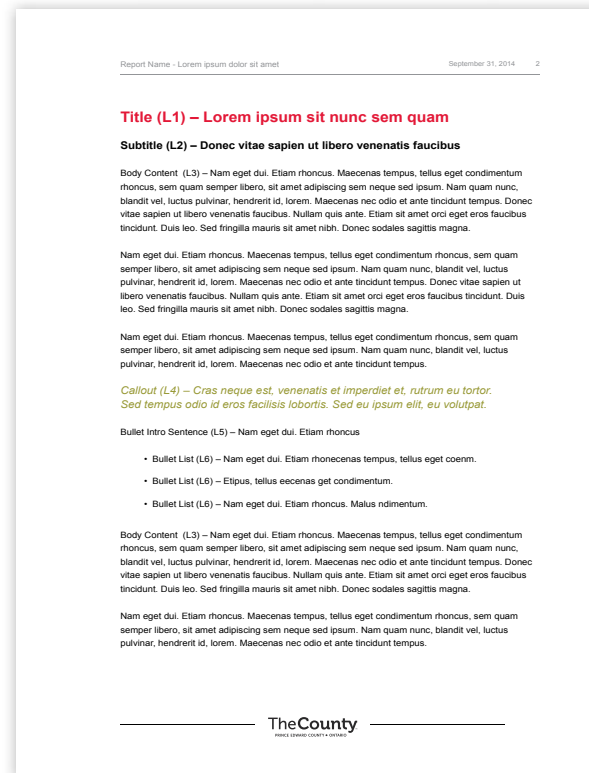 Report Name - Lorem ipsum dolor sit amet September 31, 2014 2
Title (L1) – Lorem ipsum sit nunc sem quam
Subtitle (L2) – Donec vitae sapien ut libero venenatis faucibus
Body Content (L3) – Nam eget dui. Etiam rhoncus. Maecenas tempus, tellus eget condimentum
rhoncus, sem quam semper libero, sit amet adipiscing sem neque sed ipsum. Nam quam nunc,
blandit vel, luctus pulvinar, hendrerit id, lorem. Maecenas nec odio et ante tincidunt tempus. Donec
vitae sapien ut libero venenatis faucibus. Nullam quis ante. Etiam sit amet orci eget eros faucibus
tincidunt. Duis leo. Sed fringilla mauris sit amet nibh. Donec sodales sagittis magna.
Nam eget dui. Etiam rhoncus. Maecenas tempus, tellus eget condimentum rhoncus, sem quam
semper libero, sit amet adipiscing sem neque sed ipsum. Nam quam nunc, blandit vel, luctus
pulvinar, hendrerit id, lorem. Maecenas nec odio et ante tincidunt tempus. Donec vitae sapien ut
libero venenatis faucibus. Nullam quis ante. Etiam sit amet orci eget eros faucibus tincidunt. Duis
leo. Sed fringilla mauris sit amet nibh. Donec sodales sagittis magna.
Nam eget dui. Etiam rhoncus. Maecenas tempus, tellus eget condimentum rhoncus, sem quam
semper libero, sit amet adipiscing sem neque sed ipsum. Nam quam nunc, blandit vel, luctus
pulvinar, hendrerit id, lorem. Maecenas nec odio et ante tincidunt tempus.
Callout (L4) – Cras neque est, venenatis et imperdiet et, rutrum eu tortor.
Sed tempus odio id eros facilisis lobortis. Sed eu ipsum elit, eu volutpat.
Bullet Intro Sentence (L5) – Nam eget dui. Etiam rhoncus
• Bullet List (L6) – Nam eget dui. Etiam rhonecenas tempus, tellus eget coenm.
• Bullet List (L6) – Etipus, tellus eecenas get condimentum.
• Bullet List (L6) – Nam eget dui. Etiam rhoncus. Malus ndimentum.
Body Content (L3) – Nam eget dui. Etiam rhoncus. Maecenas tempus, tellus eget condimentum
rhoncus, sem quam semper libero, sit amet adipiscing sem neque sed ipsum. Nam quam nunc,
blandit vel, luctus pulvinar, hendrerit id, lorem. Maecenas nec odio et ante tincidunt tempus. Donec
vitae sapien ut libero venenatis faucibus. Nullam quis ante. Etiam sit amet orci eget eros faucibus
tincidunt. Duis leo. Sed fringilla mauris sit amet nibh. Donec sodales sagittis magna.
Nam eget dui. Etiam rhoncus. Maecenas tempus, tellus eget condimentum rhoncus, sem quam
semper libero, sit amet adipiscing sem neque sed ipsum. Nam quam nunc, blandit vel, luctus
pulvinar, hendrerit id, lorem. Maecenas nec odio et ante tincidunt tempus.
TheCounty
PRINCE EDWARD COUNTY • ONTARIO